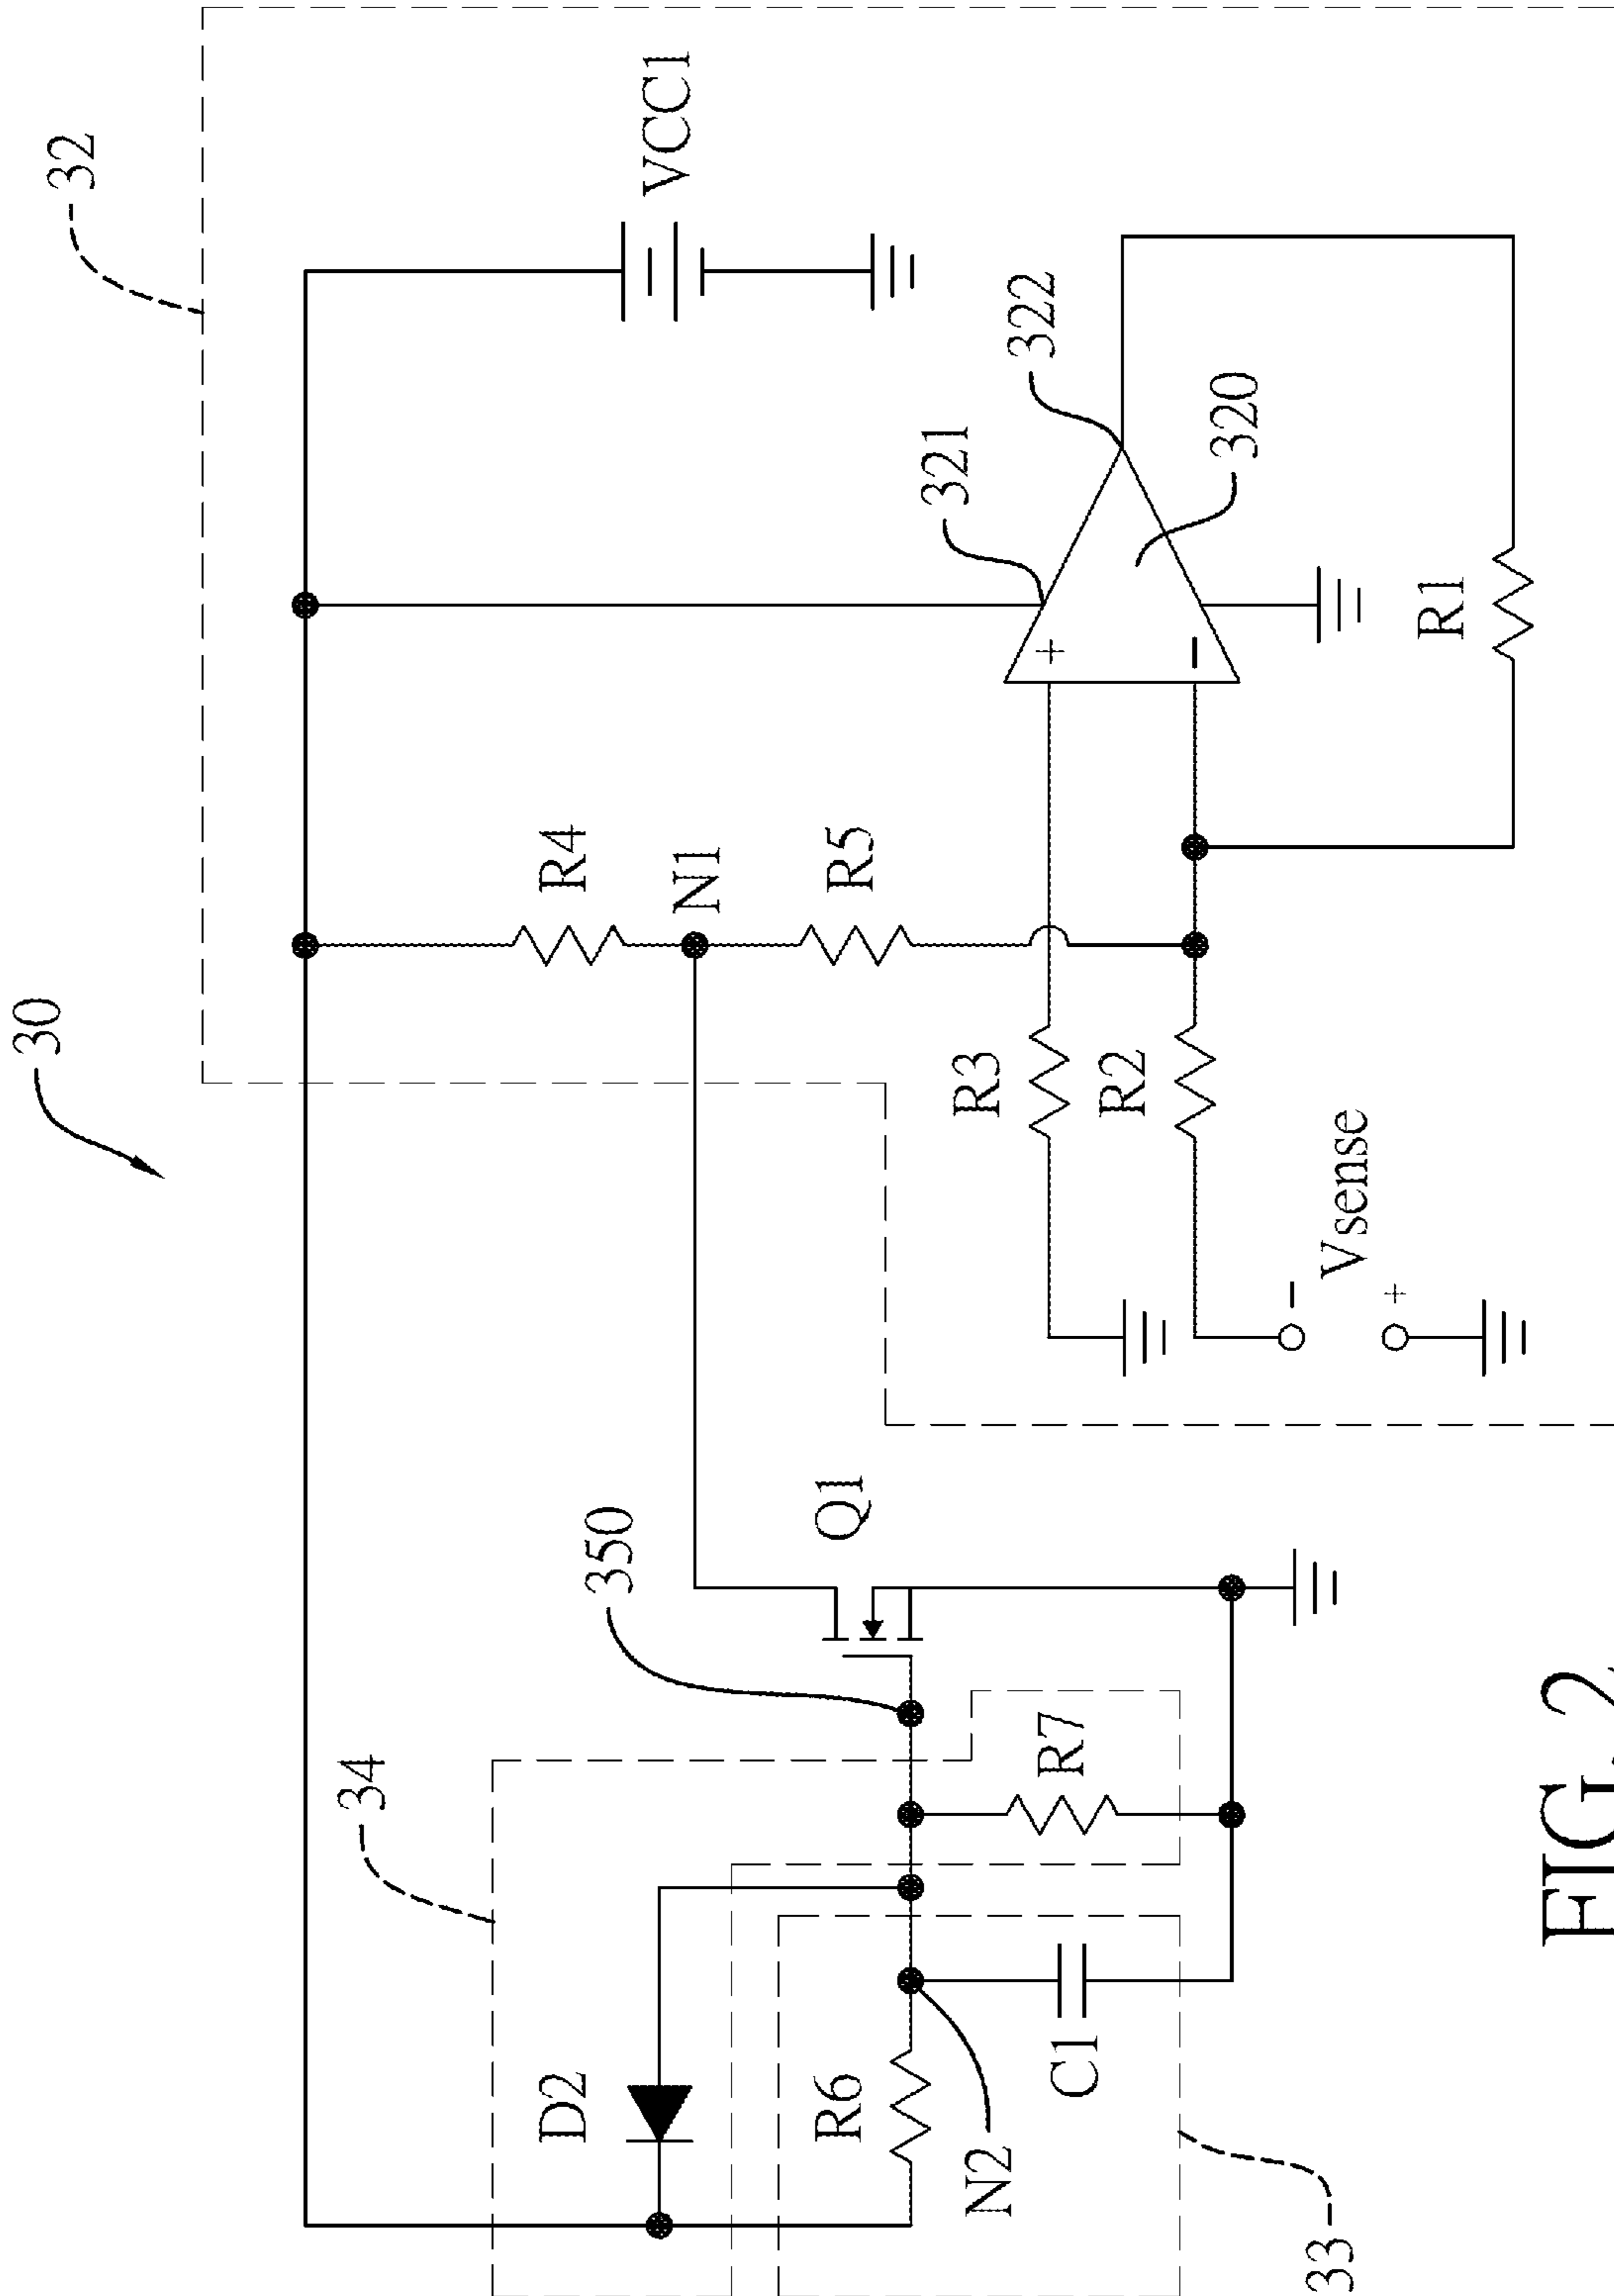 30
32
VCC1
R4
N1
R5
321
322
320
R1
R3
R2
Vsense
-
+
+
-
Q1
350
34
R7
D2
R6
C1
N2
33
FIG. 2